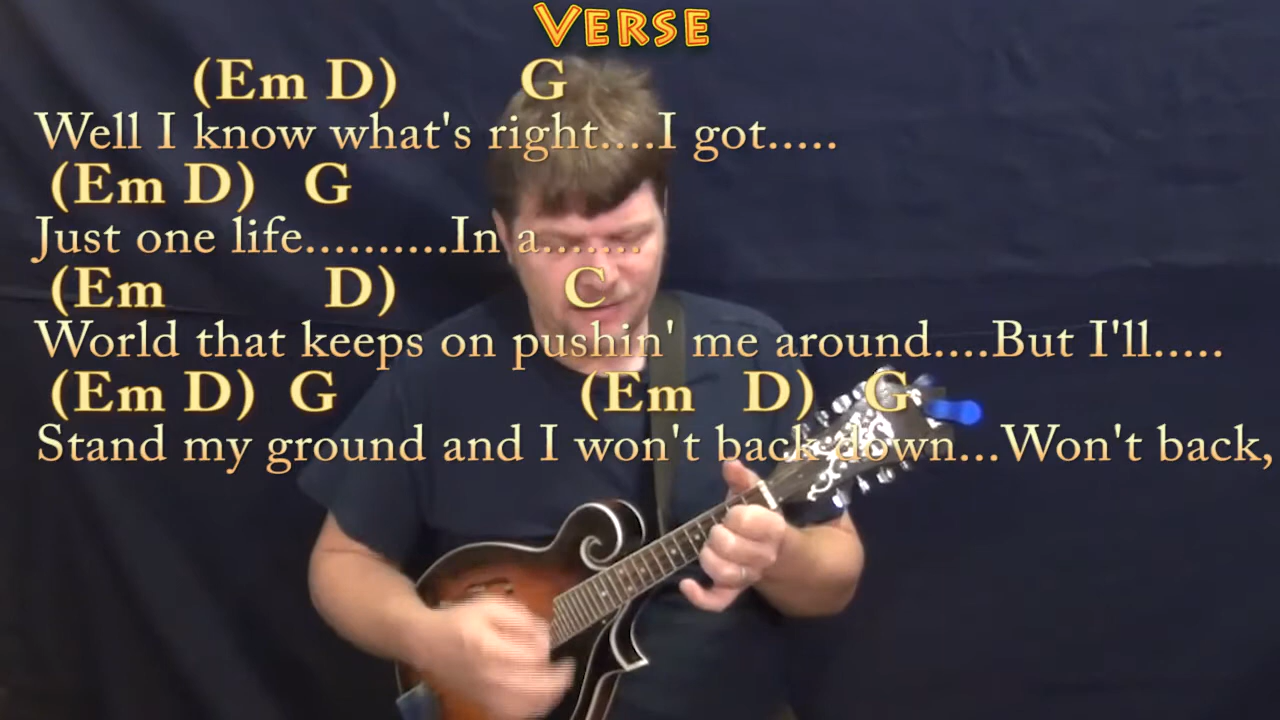 VERSE
(Em D) G
Well I know what's right....I got.....
(Em D) G
Just one life..........In a.......
(Em D) C
World that keeps on pushin' me around....But I'll.....
(Em D) G (Em D) G
Stand my ground and I won't back down...Won't back,